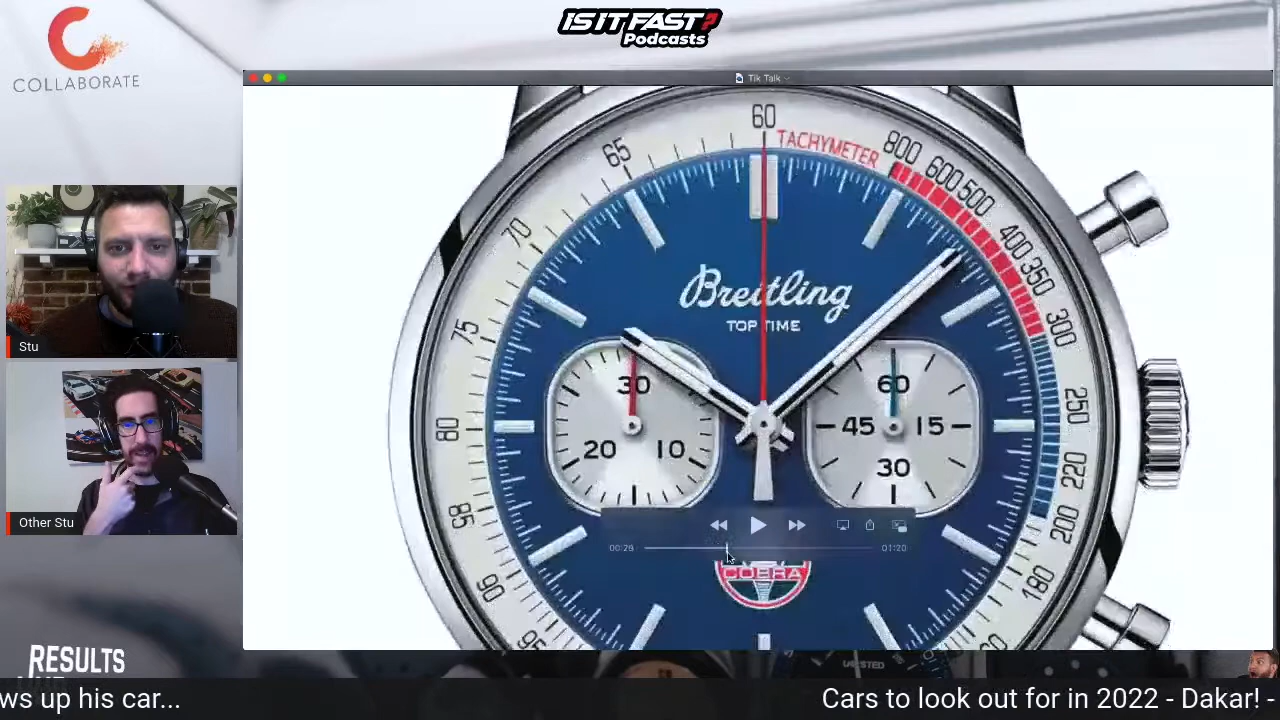 IS IT FAST?
Podcasts
COLLABORATE
Tik Talk
60
TACHYMETER
65
800
600
500
70
400
350
75
300
Breitling
TOP TIME
80
250
30
60
20
10
45
15
30
220
85
200
00:29
01:20
COBRA
90
180
95
Stu
Other Stu
RESULTS
ws up his car...
Cars to look out for in 2022 - Dakar! -